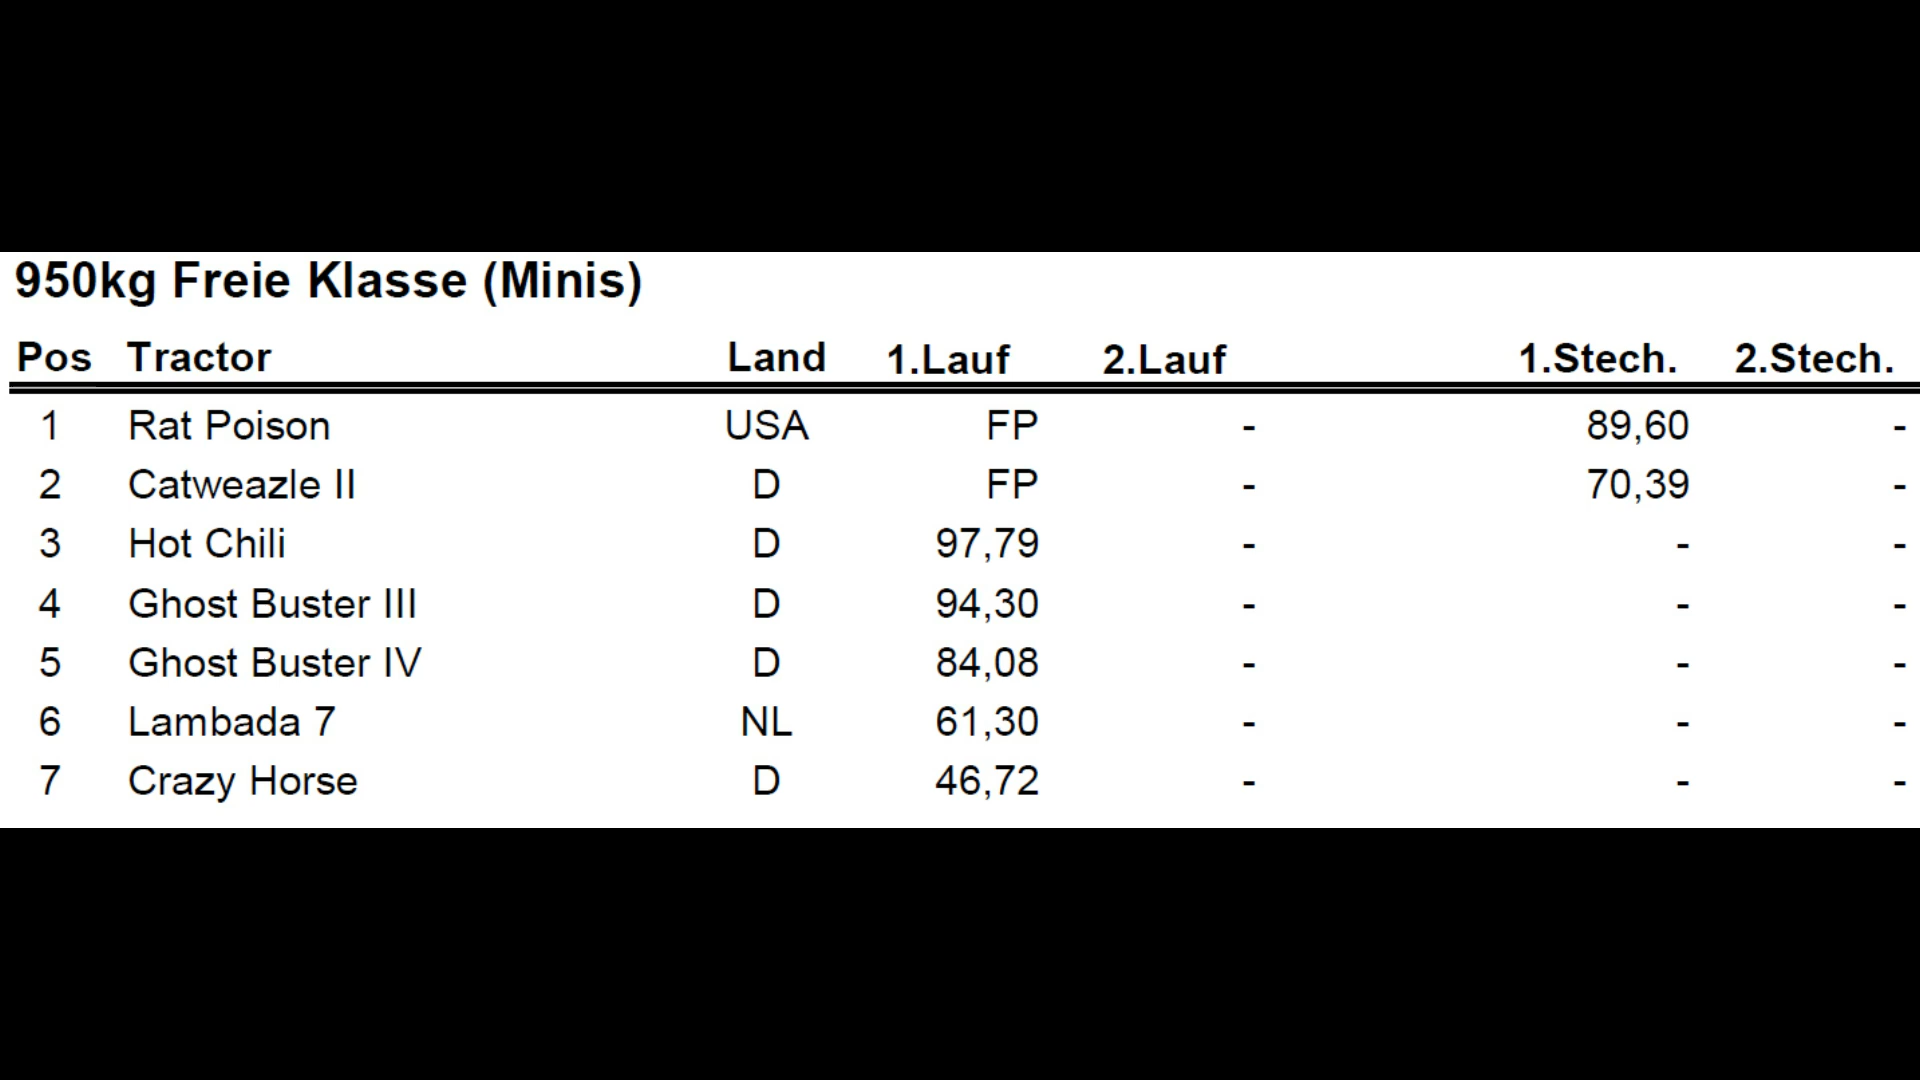 950kg Freie Klasse (Minis)
Pos Tractor Land 1.Lauf 2.Lauf 1.Stech. 2.Stech.
1 Rat Poison USA FP - 89,60 -
2 Catweazle II D FP - 70,39 -
3 Hot Chili D 97,79 - - -
4 Ghost Buster III D 94,30 - - -
5 Ghost Buster IV D 84,08 - - -
6 Lambada 7 NL 61,30 - - -
7 Crazy Horse D 46,72 - - -